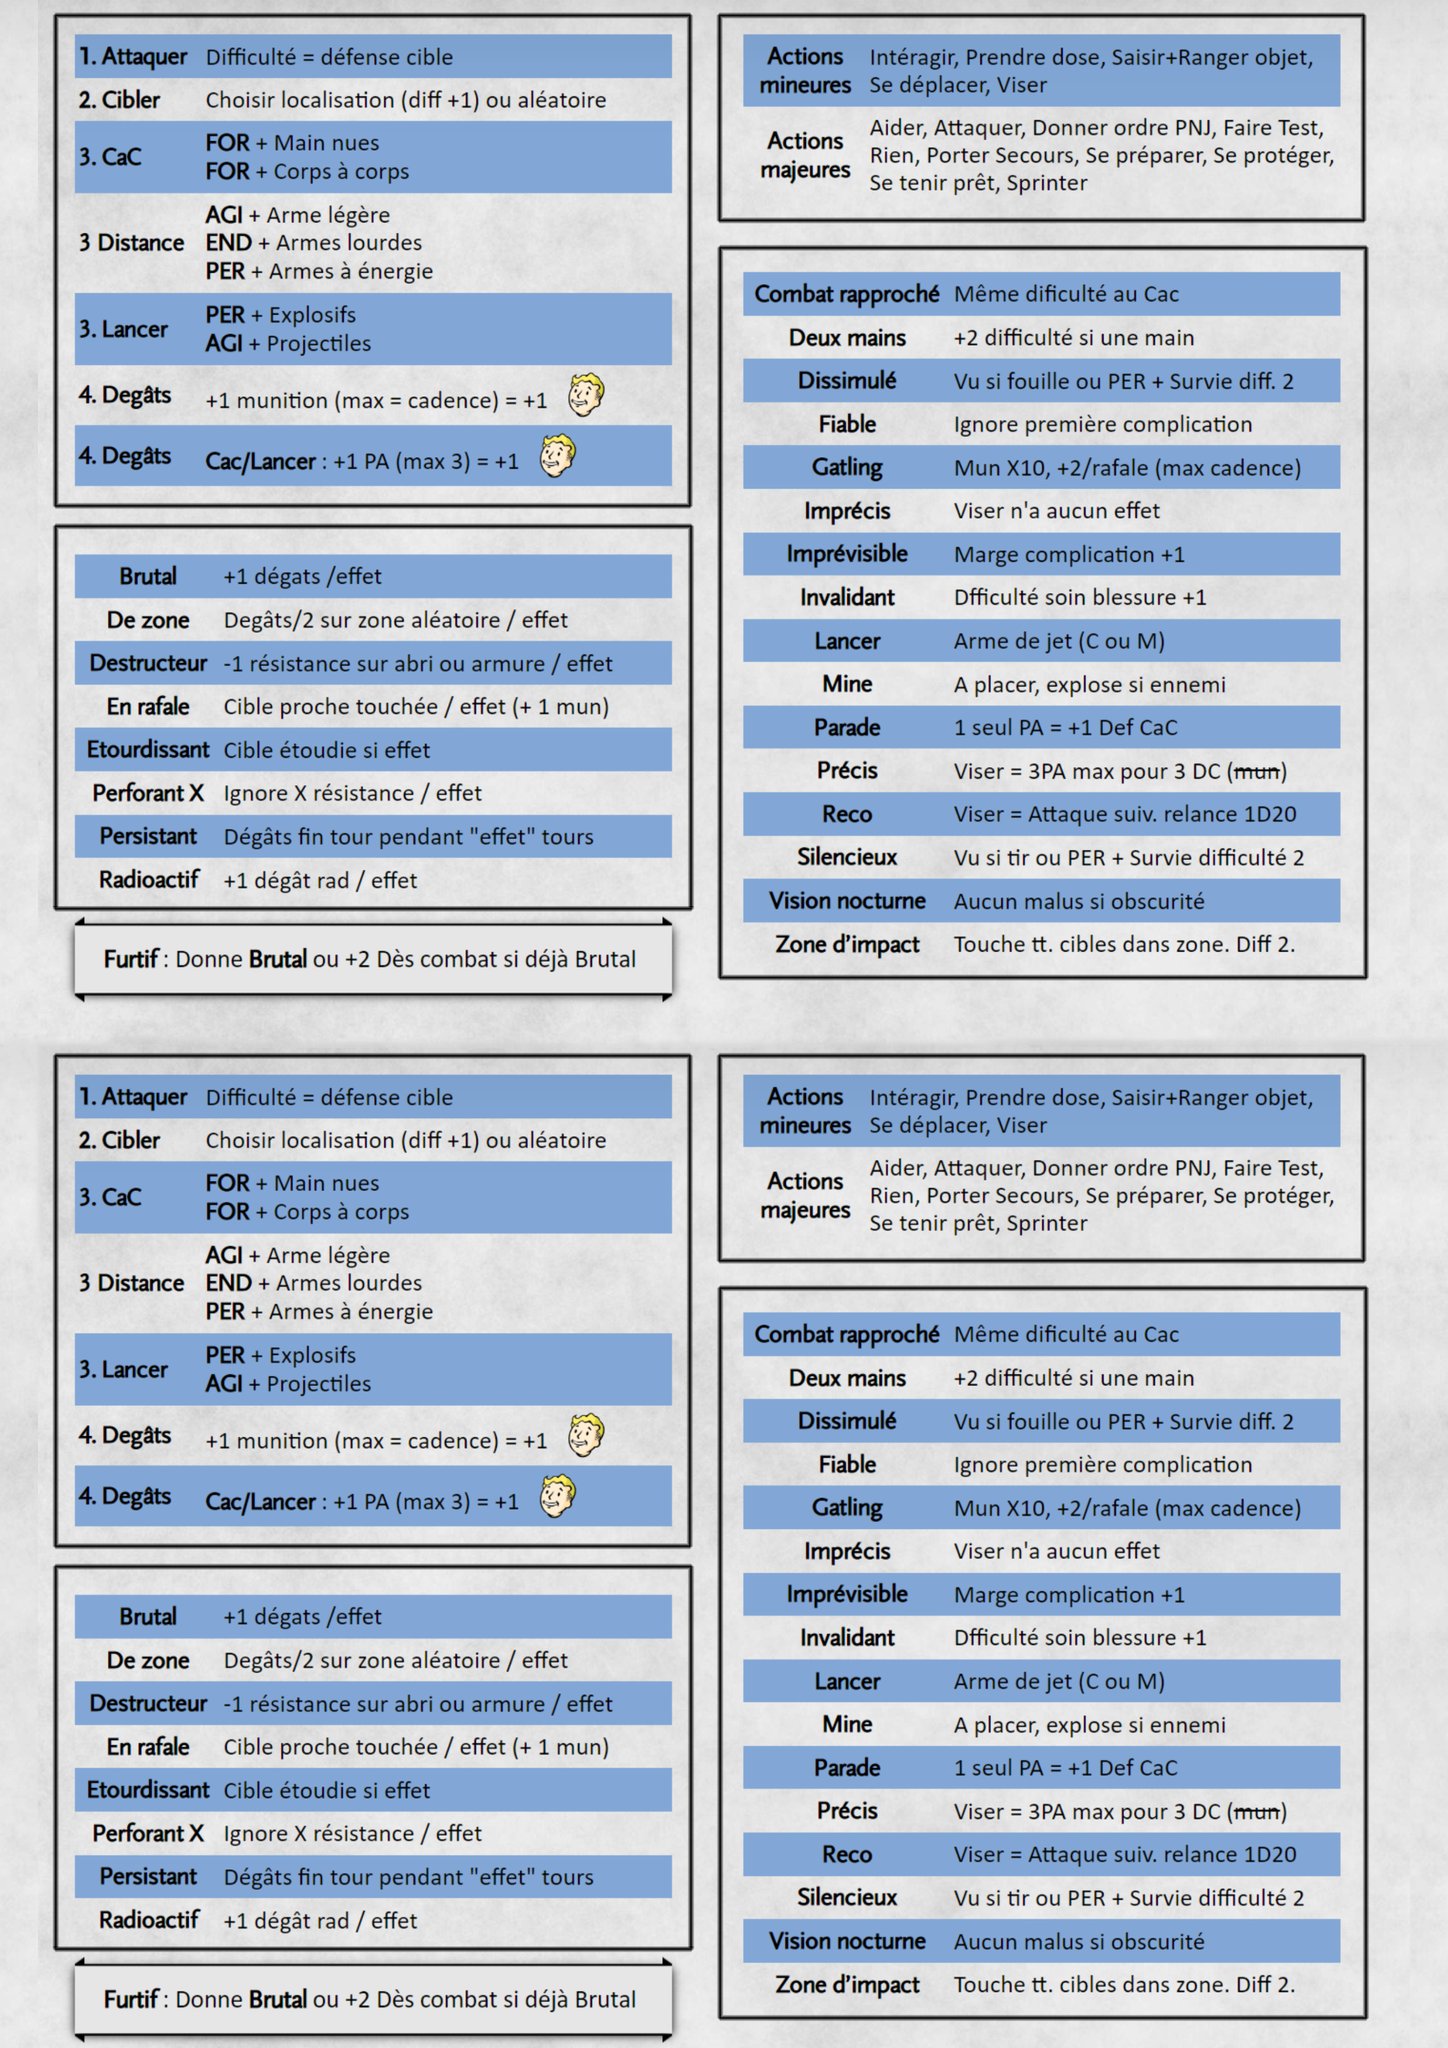 1. Attaquer Difficulté = défense cible
2. Cibler Choisir localisation (diff +1) ou aléatoire
3. CaC FOR + Main nues
FOR + Corps à corps
3 Distance AGI + Arme légère
END + Armes lourdes
PER + Armes à énergie
3. Lancer PER + Explosifs
AGI + Projectiles
4. Degâts +1 munition (max = cadence) = +1
4. Degâts Cac/Lancer : +1 PA (max 3) = +1
Brutal +1 dégats /effet
De zone Degâts/2 sur zone aléatoire / effet
Destructeur -1 résistance sur abri ou armure / effet
En rafale Cible proche touchée / effet (+ 1 mun)
Etourdissant Cible étoudie si effet
Perforant X Ignore X résistance / effet
Persistant Dégâts fin tour pendant "effet" tours
Radioactif +1 dégât rad / effet
Furtif : Donne Brutal ou +2 Dès combat si déjà Brutal
Actions mineures Intéragir, Prendre dose, Saisir+Ranger objet,
Se déplacer, Viser
Actions majeures Aider, Attaquer, Donner ordre PNJ, Faire Test,
Rien, Porter Secours, Se préparer, Se protéger,
Se tenir prêt, Sprinter
Combat rapproché Même dificulté au Cac
Deux mains +2 difficulté si une main
Dissimulé Vu si fouille ou PER + Survie diff. 2
Fiable Ignore première complication
Gatling Mun X10, +2/rafale (max cadence)
Imprécis Viser n'a aucun effet
Imprévisible Marge complication +1
Invalidant Dfficulté soin blessure +1
Lancer Arme de jet (C ou M)
Mine A placer, explose si ennemi
Parade 1 seul PA = +1 Def CaC
Précis Viser = 3PA max pour 3 DC (mun)
Reco Viser = Attaque suiv. relance 1D20
Silencieux Vu si tir ou PER + Survie difficulté 2
Vision nocturne Aucun malus si obscurité
Zone d'impact Touche tt. cibles dans zone. Diff 2.
1. Attaquer Difficulté = défense cible
2. Cibler Choisir localisation (diff +1) ou aléatoire
3. CaC FOR + Main nues
FOR + Corps à corps
3 Distance AGI + Arme légère
END + Armes lourdes
PER + Armes à énergie
3. Lancer PER + Explosifs
AGI + Projectiles
4. Degâts +1 munition (max = cadence) = +1
4. Degâts Cac/Lancer : +1 PA (max 3) = +1
Brutal +1 dégats /effet
De zone Degâts/2 sur zone aléatoire / effet
Destructeur -1 résistance sur abri ou armure / effet
En rafale Cible proche touchée / effet (+ 1 mun)
Etourdissant Cible étoudie si effet
Perforant X Ignore X résistance / effet
Persistant Dégâts fin tour pendant "effet" tours
Radioactif +1 dégât rad / effet
Furtif : Donne Brutal ou +2 Dès combat si déjà Brutal
Actions mineures Intéragir, Prendre dose, Saisir+Ranger objet,
Se déplacer, Viser
Actions majeures Aider, Attaquer, Donner ordre PNJ, Faire Test,
Rien, Porter Secours, Se préparer, Se protéger,
Se tenir prêt, Sprinter
Combat rapproché Même dificulté au Cac
Deux mains +2 difficulté si une main
Dissimulé Vu si fouille ou PER + Survie diff. 2
Fiable Ignore première complication
Gatling Mun X10, +2/rafale (max cadence)
Imprécis Viser n'a aucun effet
Imprévisible Marge complication +1
Invalidant Dfficulté soin blessure +1
Lancer Arme de jet (C ou M)
Mine A placer, explose si ennemi
Parade 1 seul PA = +1 Def CaC
Précis Viser = 3PA max pour 3 DC (mun)
Reco Viser = Attaque suiv. relance 1D20
Silencieux Vu si tir ou PER + Survie difficulté 2
Vision nocturne Aucun malus si obscurité
Zone d'impact Touche tt. cibles dans zone. Diff 2.